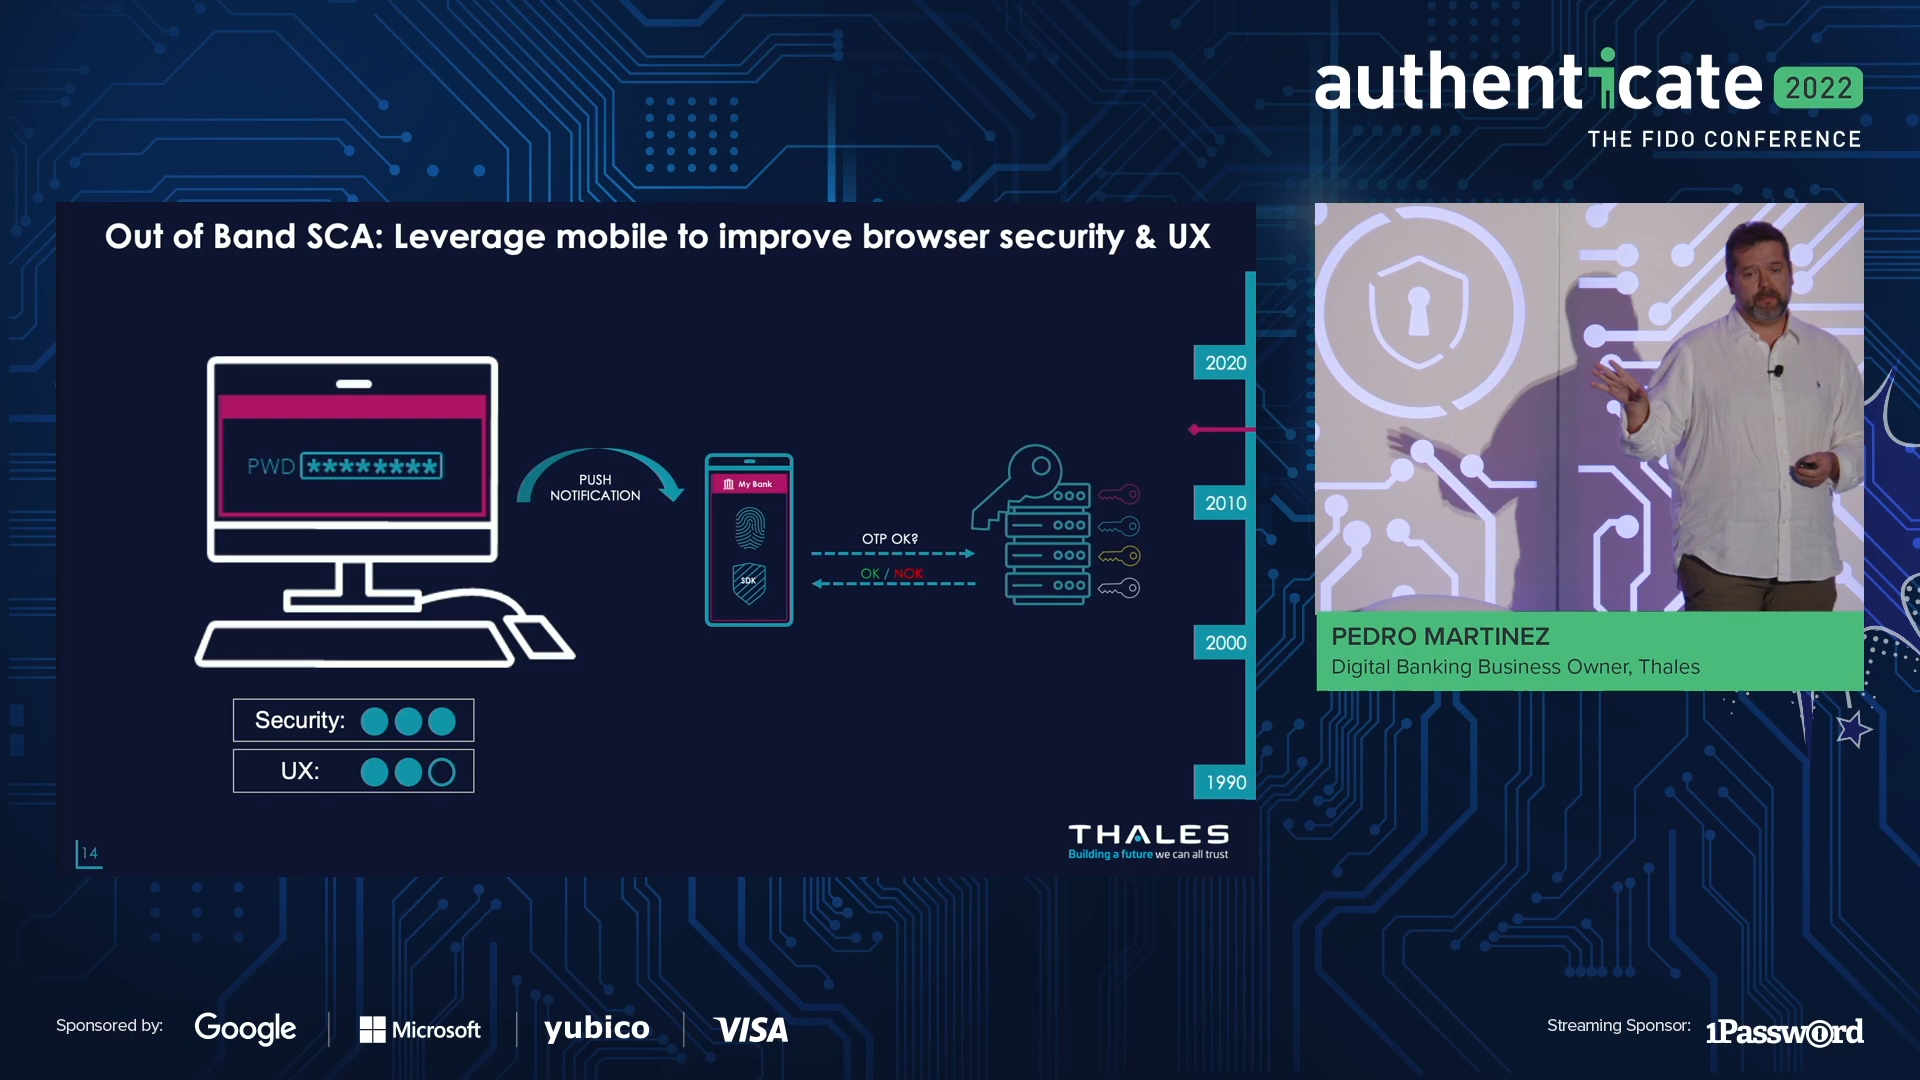 authenticate 2022
THE FIDO CONFERENCE
Out of Band SCA: Leverage mobile to improve browser security & UX
2020
PWD ********
PUSH
NOTIFICATION
My Bank
SDK
OTP OK?
OK / NOK
2010
2000
1990
Security:
UX:
14
THALES
Building a future we can all trust
PEDRO MARTINEZ
Digital Banking Business Owner, Thales
Sponsored by:
Google
Microsoft
yubico
VISA
Streaming Sponsor:
1Password